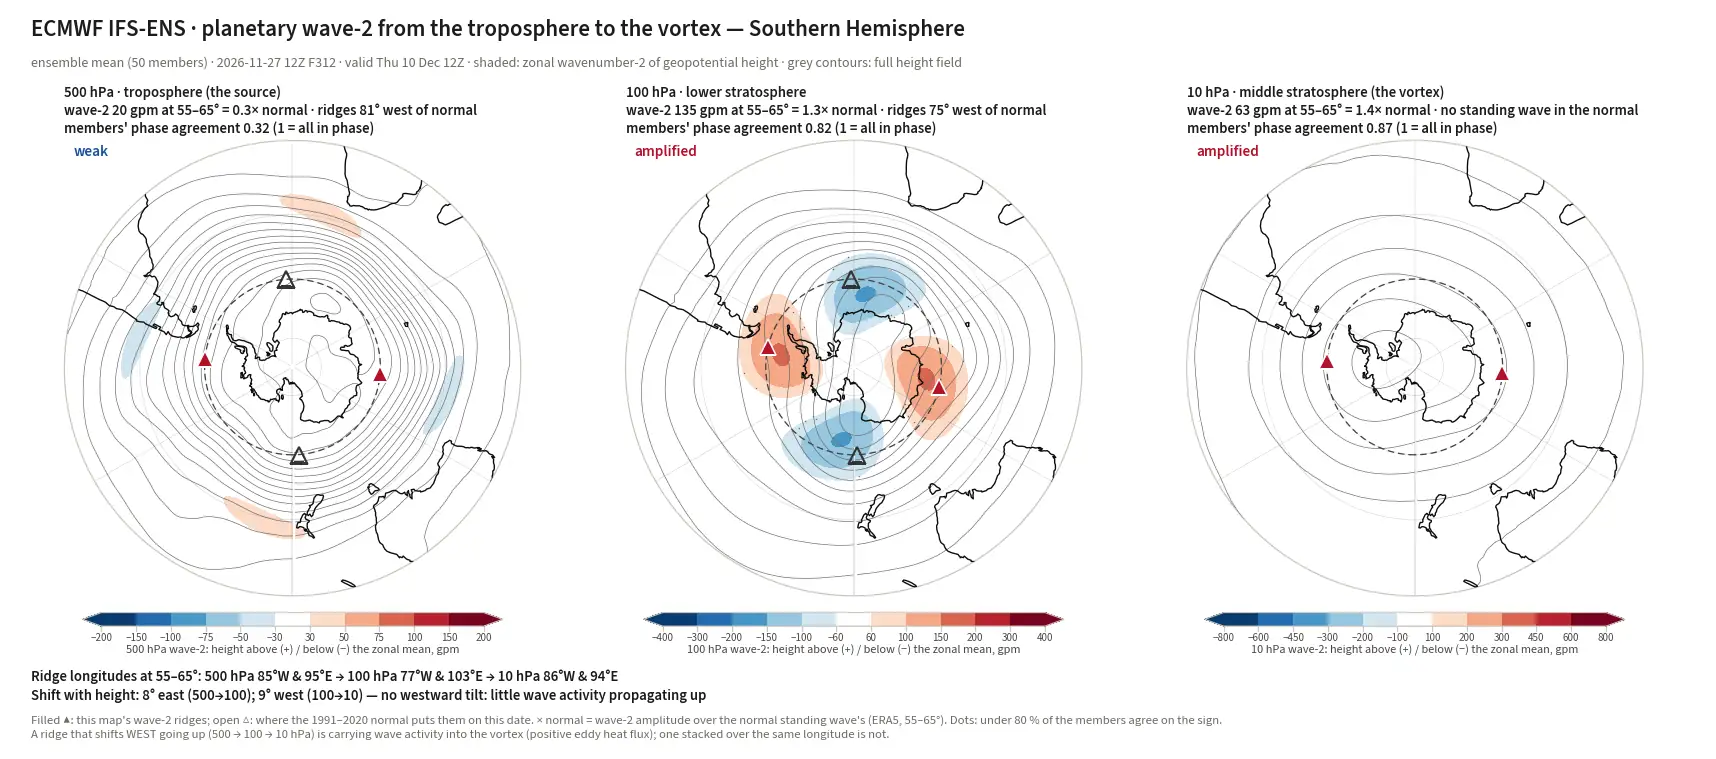 ECMWF IFS-ENS · planetary wave-2 from the troposphere to the vortex — Southern Hemisphere
ensemble mean (50 members) · 2026-11-27 12Z F312 · valid Thu 10 Dec 12Z · shaded: zonal wavenumber-2 of geopotential height · grey contours: full height field
500 hPa · troposphere (the source)
wave-2 20 gpm at 55–65° = 0.3× normal · ridges 81° west of normal
members' phase agreement 0.32 (1 = all in phase)
weak
100 hPa · lower stratosphere
wave-2 135 gpm at 55–65° = 1.3× normal · ridges 75° west of normal
members' phase agreement 0.82 (1 = all in phase)
amplified
10 hPa · middle stratosphere (the vortex)
wave-2 63 gpm at 55–65° = 1.4× normal · no standing wave in the normal
members' phase agreement 0.87 (1 = all in phase)
amplified
−200 −150 −100 −75 −50 −30 30 50 75 100 150 200
500 hPa wave-2: height above (+) / below (−) the zonal mean, gpm
−400 −300 −200 −150 −100 −60 60 100 150 200 300 400
100 hPa wave-2: height above (+) / below (−) the zonal mean, gpm
−800 −600 −450 −300 −200 −100 100 200 300 450 600 800
10 hPa wave-2: height above (+) / below (−) the zonal mean, gpm
Ridge longitudes at 55–65°: 500 hPa 85°W & 95°E → 100 hPa 77°W & 103°E → 10 hPa 86°W & 94°E
Shift with height: 8° east (500→100); 9° west (100→10) — no westward tilt: little wave activity propagating up
Filled ▲: this map's wave-2 ridges; open △: where the 1991–2020 normal puts them on this date. × normal = wave-2 amplitude over the normal standing wave's (ERA5, 55–65°). Dots: under 80 % of the members agree on the sign.
A ridge that shifts WEST going up (500 → 100 → 10 hPa) is carrying wave activity into the vortex (positive eddy heat flux); one stacked over the same longitude is not.